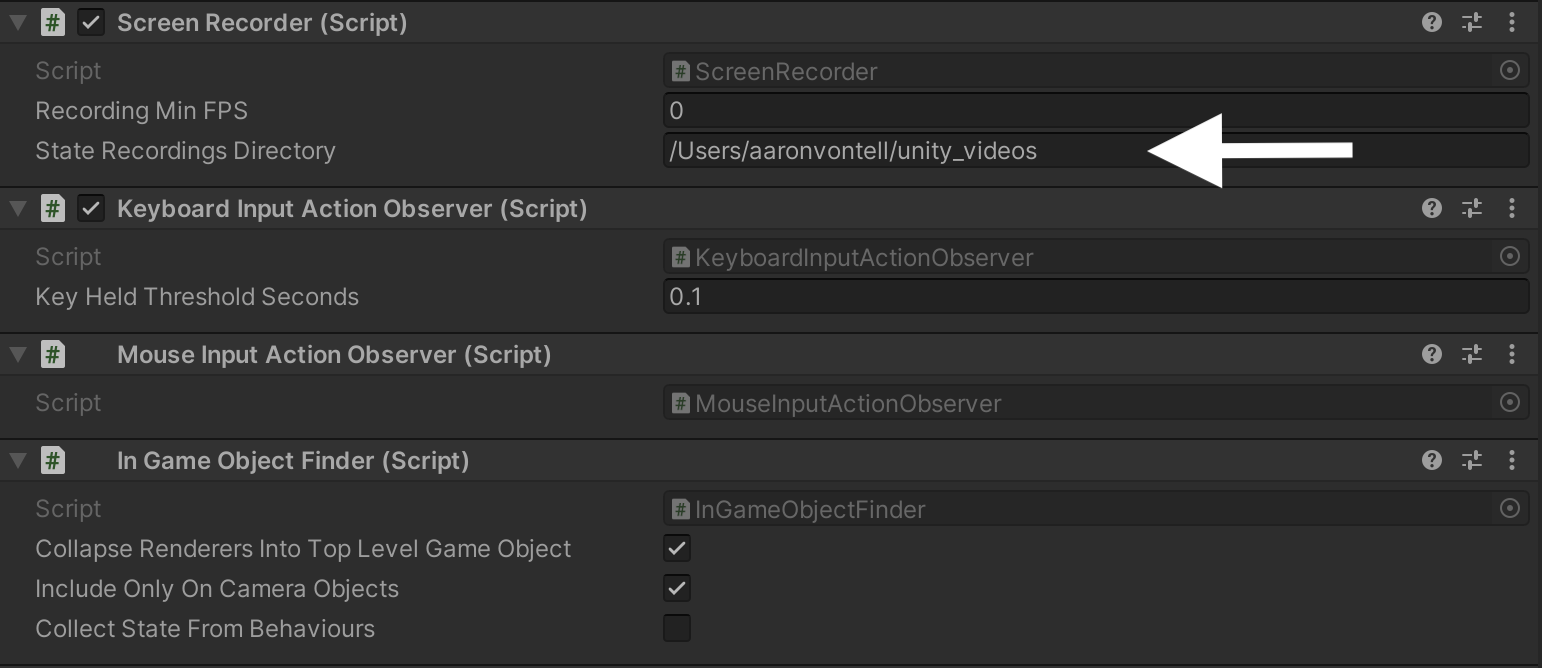 Screen Recorder (Script)
Script ScreenRecorder
Recording Min FPS 0
State Recordings Directory /Users/aaronvontell/unity_videos
Keyboard Input Action Observer (Script)
Script KeyboardInputActionObserver
Key Held Threshold Seconds 0.1
Mouse Input Action Observer (Script)
Script MouseInputActionObserver
In Game Object Finder (Script)
Script InGameObjectFinder
Collapse Renderers Into Top Level Game Object
Include Only On Camera Objects
Collect State From Behaviours